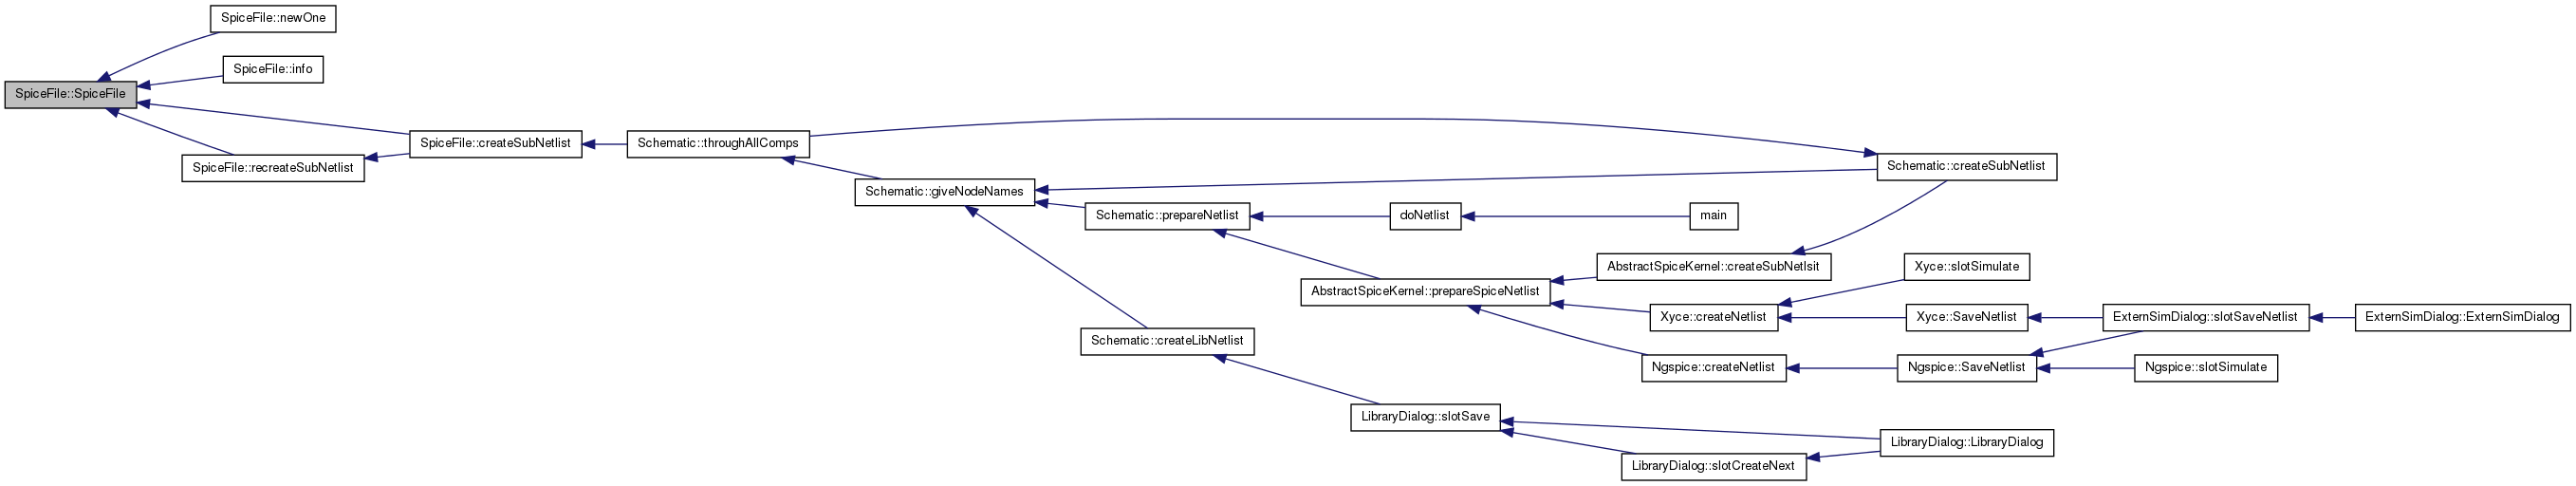 SpiceFile::newOne
SpiceFile::info
SpiceFile::SpiceFile
SpiceFile::createSubNetlist
SpiceFile::recreateSubNetlist
Schematic::throughAllComps
Schematic::giveNodeNames
Schematic::createSubNetlist
Schematic::prepareNetlist
doNetlist
main
AbstractSpiceKernel::createSubNetlsit
Xyce::slotSimulate
AbstractSpiceKernel::prepareSpiceNetlist
Xyce::createNetlist
Xyce::SaveNetlist
ExternSimDialog::slotSaveNetlist
ExternSimDialog::ExternSimDialog
Schematic::createLibNetlist
Ngspice::createNetlist
Ngspice::SaveNetlist
Ngspice::slotSimulate
LibraryDialog::slotSave
LibraryDialog::LibraryDialog
LibraryDialog::slotCreateNext